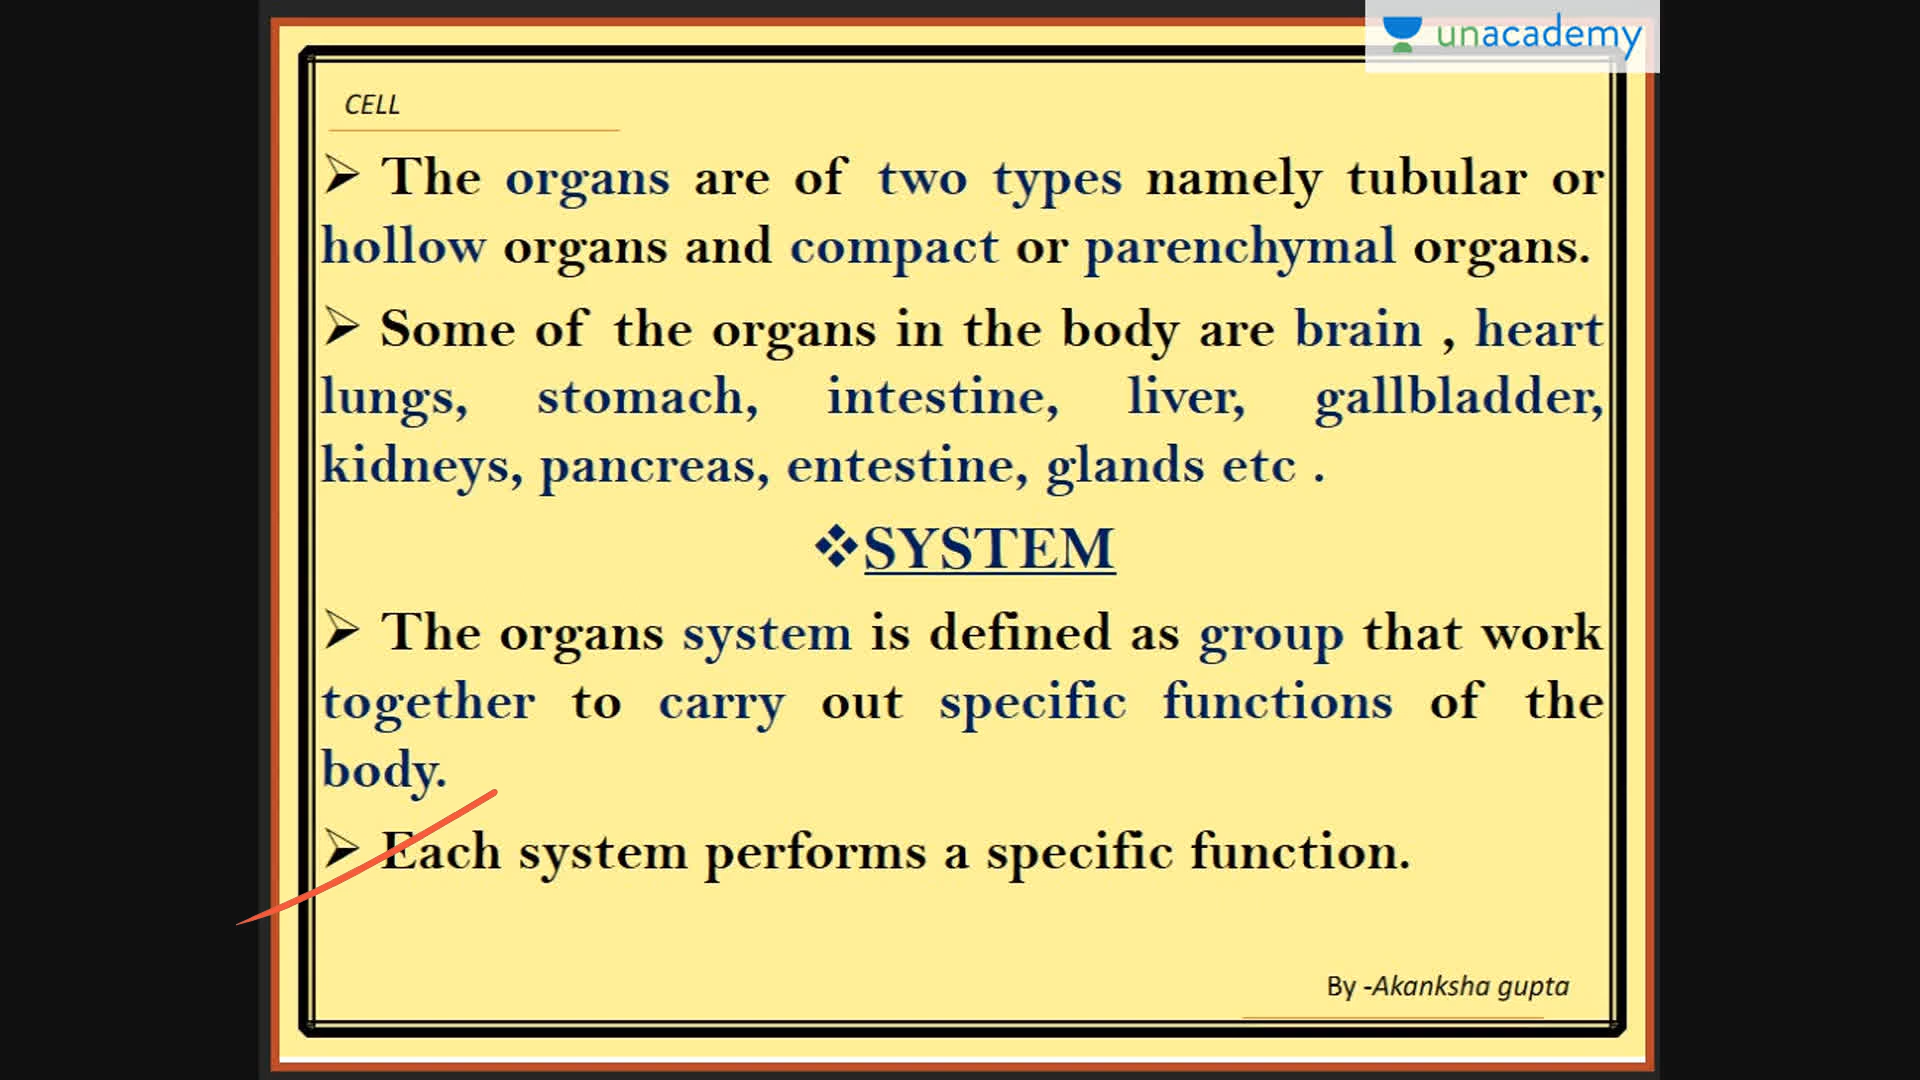 unacademy
CELL
➢ The organs are of two types namely tubular or
hollow organs and compact or parenchymal organs.
➢ Some of the organs in the body are brain , heart
lungs, stomach, intestine, liver, gallbladder,
kidneys, pancreas, entestine, glands etc .
❖SYSTEM
➢ The organs system is defined as group that work
together to carry out specific functions of the
body.
➢ Each system performs a specific function.
By -Akanksha gupta